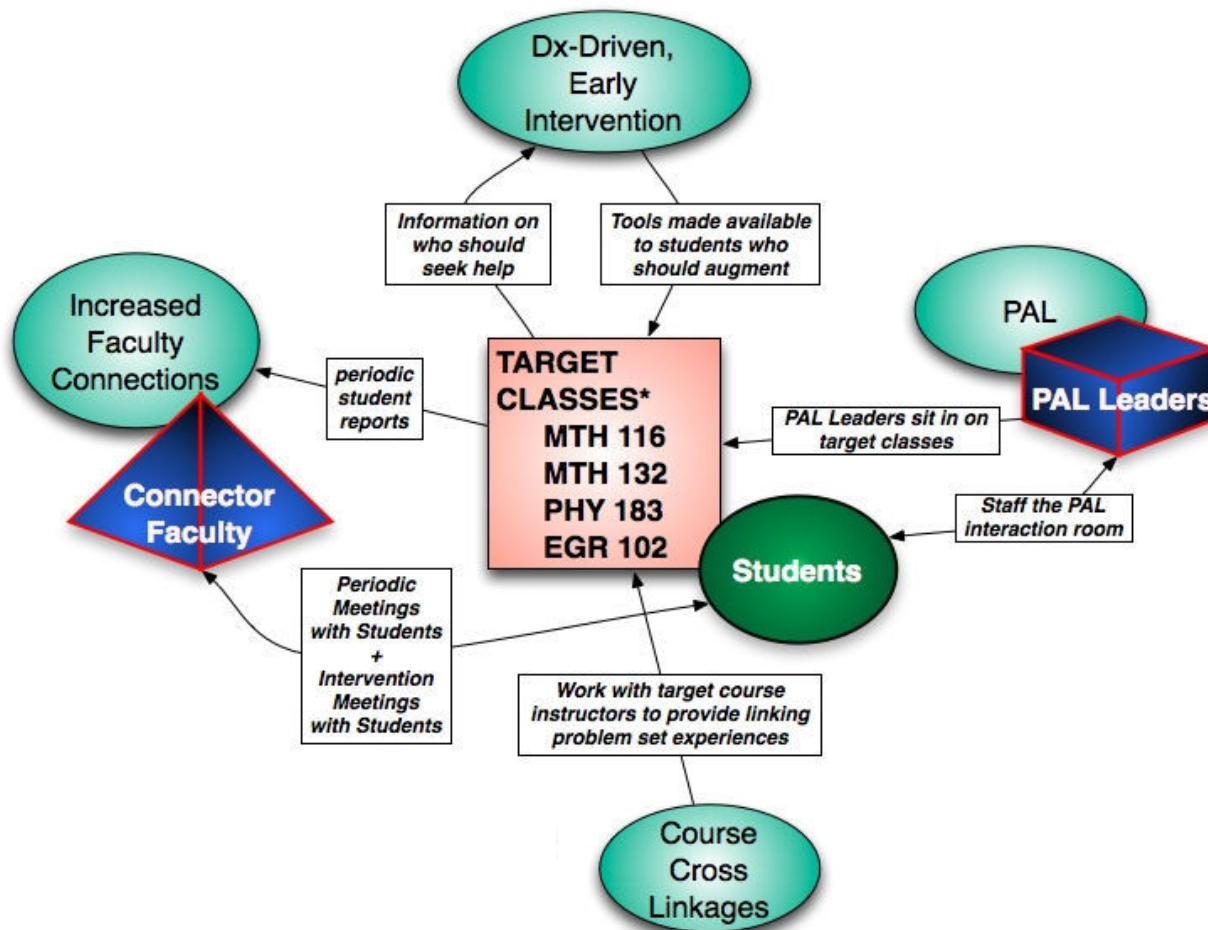 Dx-Driven,
Early
Intervention
Information on
who should
seek help
Tools made available
to students who
should augment
Increased
Faculty
Connections
PAL
PAL Leaders
periodic
student
reports
TARGET
CLASSES*
MTH 116
MTH 132
PHY 183
EGR 102
PAL Leaders sit in on
target classes
Connector
Faculty
Staff the PAL
interaction room
Students
Periodic
Meetings
with Students
+
Intervention
Meetings
with Students
Work with target course
instructors to provide linking
problem set experiences
Course
Cross
Linkages